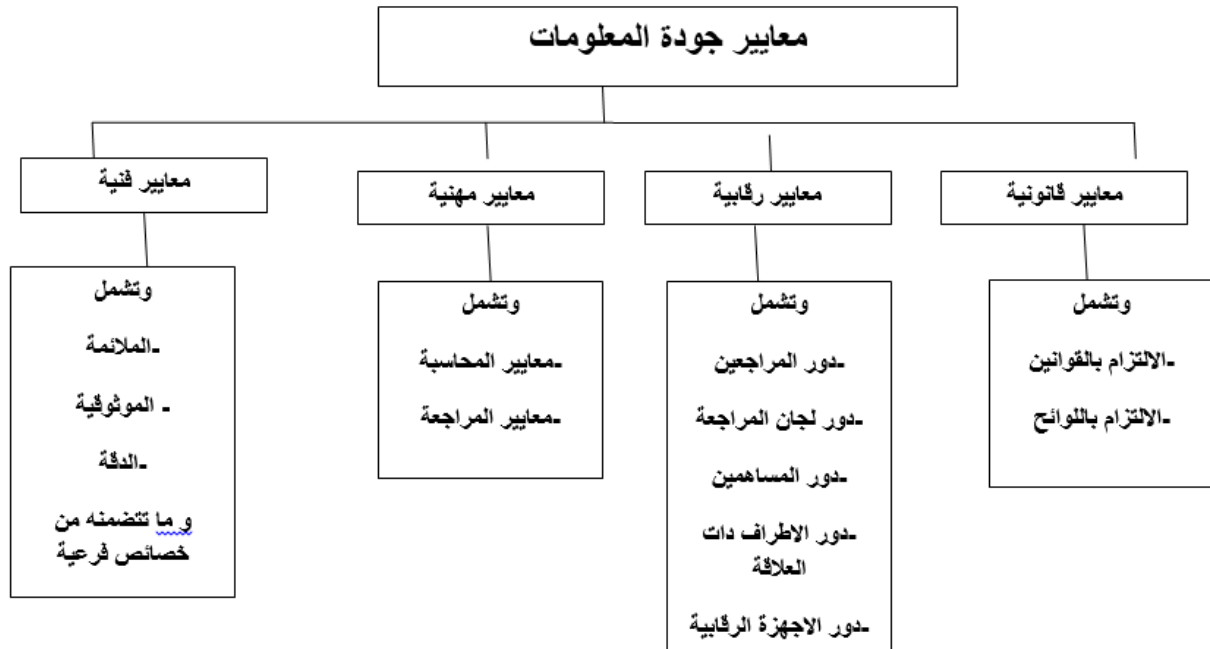 معايير جودة المعلومات
معايير قانونية
معايير رقابية
معايير مهنية
معايير فنية
وتشمل
-الالتزام بالقوانين
-الالتزام باللوائح
وتشمل
-دور المراجعين
-دور لجان المراجعة
-دور المساهمين
-دور الاطراف دات
العلاقة
-دور الاجهزة الرقابية
وتشمل
-معايير المحاسبة
-معايير المراجعة
وتشمل
-الملائمة
- الموثوقية
-الدقة
و ما تتضمنه من
خصائص فرعية